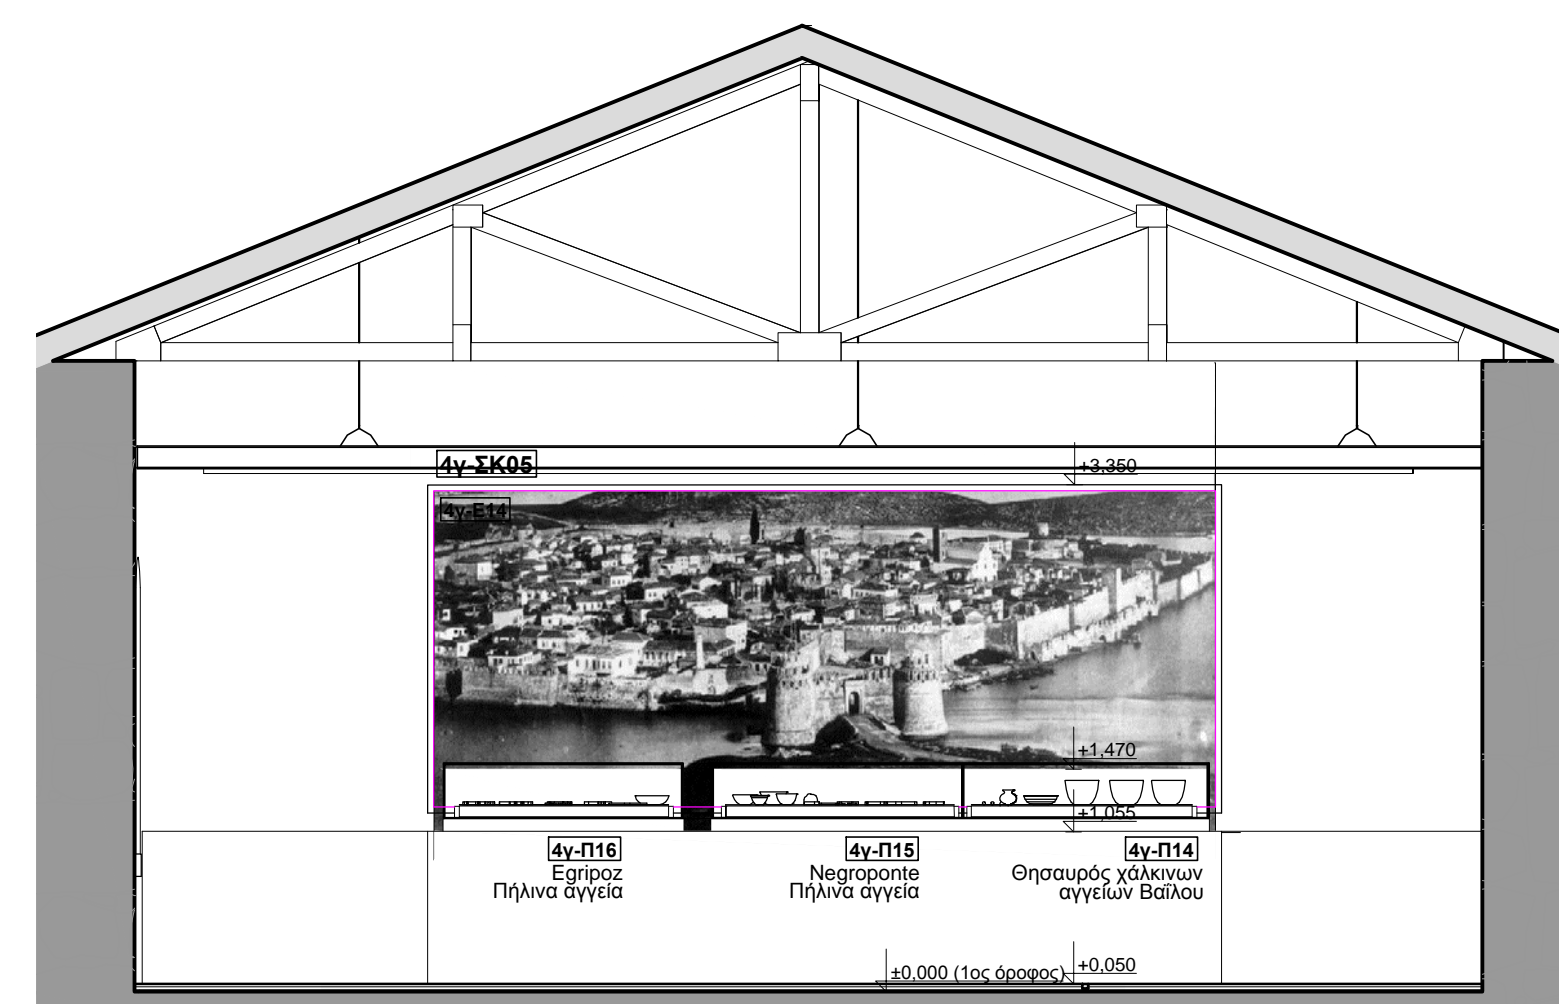 4γ-ΣΚ05
+3,350
4γ-Ε14
+1,470
+1,055
4γ-Π16
Egripoz
Πήλινα αγγεία
4γ-Π15
Negroponte
Πήλινα αγγεία
4γ-Π14
Θησαυρός χάλκινων
αγγείων Βαΐλου
±0,000 (1ος όροφος)
+0,050